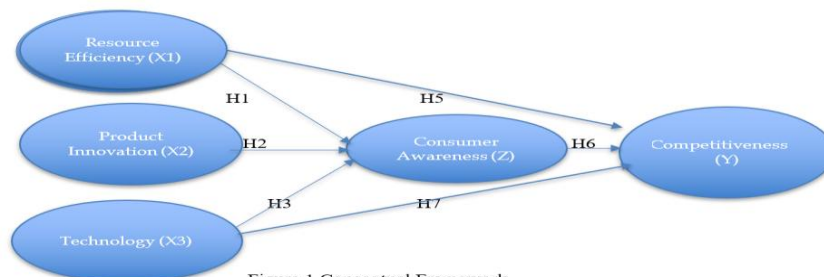 Resource
Efficiency (X1)
H1
H5
Product
Innovation (X2)
H2
Consumer
Awareness (Z)
H6
Competitiveness
(Y)
H3
H7
Technology (X3)
Figure 1 Conceptual Framework